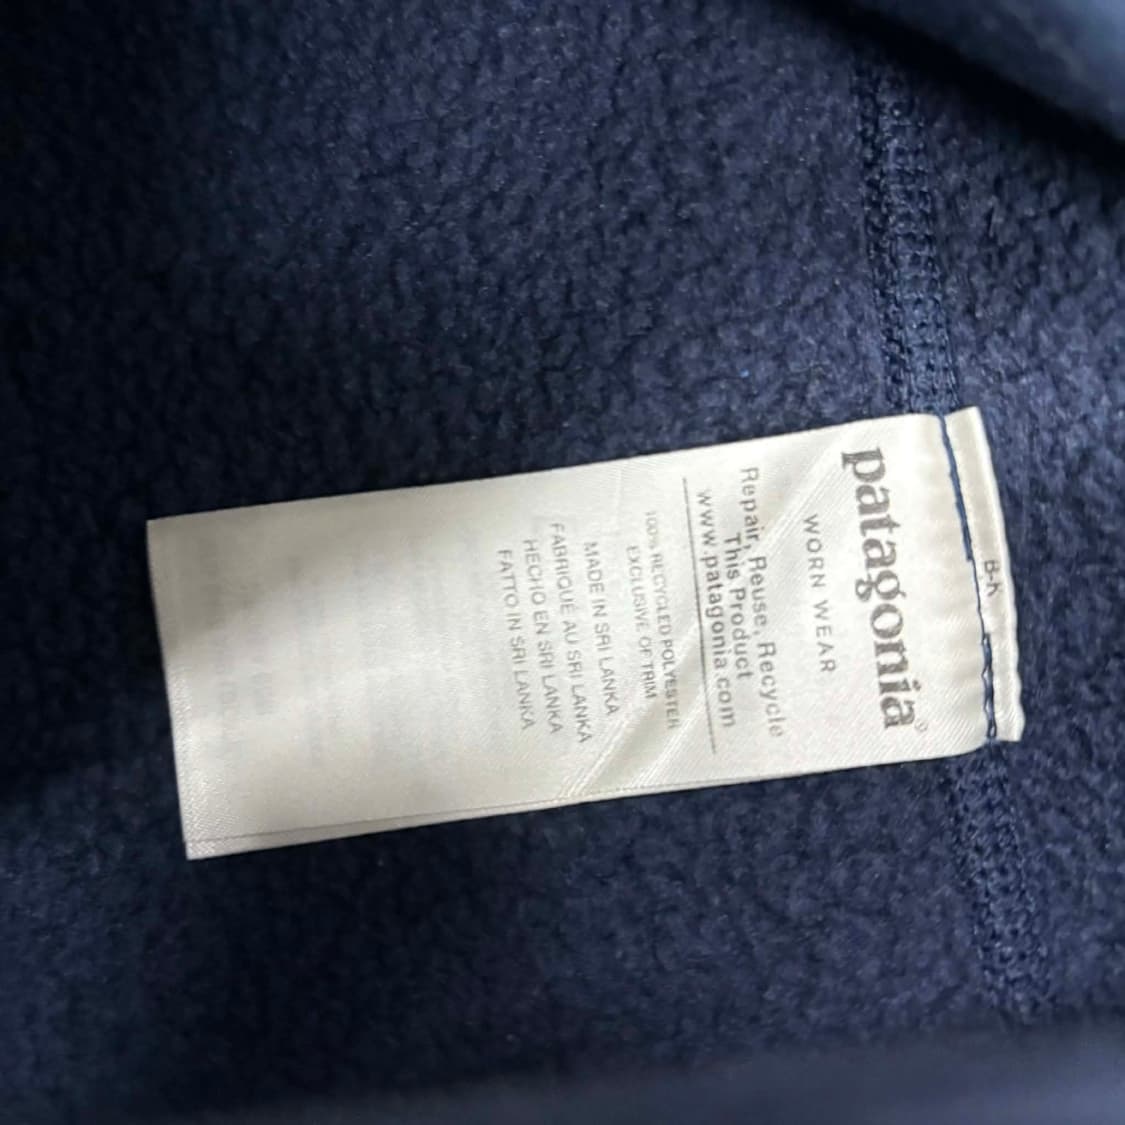 B-K
patagonia®
WORN WEAR
Repair, Reuse, Recycle
This Product
www.patagonia.com
100% RECYCLED POLYESTER
EXCLUSIVE OF TRIM
MADE IN SRI LANKA
FABRIQUÉ AU SRI LANKA
HECHO EN SRI LANKA
FATTO IN SRI LANKA